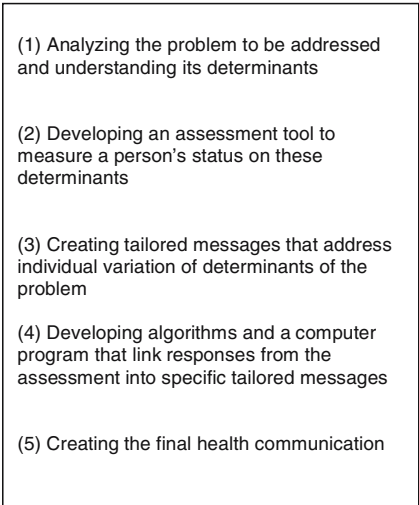 (1) Analyzing the problem to be addressed
and understanding its determinants
(2) Developing an assessment tool to
measure a person's status on these
determinants
(3) Creating tailored messages that address
individual variation of determinants of the
problem
(4) Developing algorithms and a computer
program that link responses from the
assessment into specific tailored messages
(5) Creating the final health communication